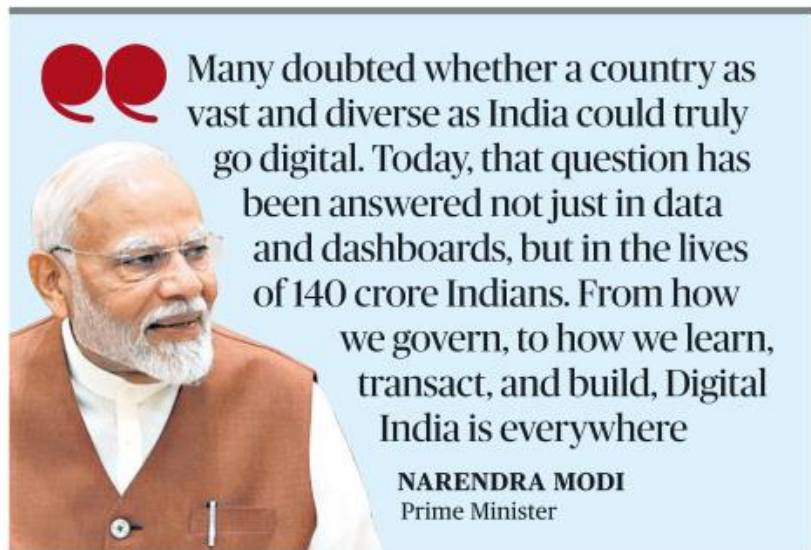 Many doubted whether a country as
vast and diverse as India could truly
go digital. Today, that question has
been answered not just in data
and dashboards, but in the lives
of 140 crore Indians. From how
we govern, to how we learn,
transact, and build, Digital
India is everywhere
NARENDRA MODI
Prime Minister